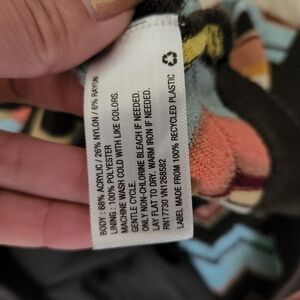 BODY : 68% ACRYLIC / 26% NYLON / 6% RAYON
LINING : 100% POLYESTER
MACHINE WASH COLD WITH LIKE COLORS.
GENTLE CYCLE.
ONLY NON-CHLORINE BLEACH IF NEEDED.
LAY FLAT TO DRY. WARM IRON IF NEEDED.
RN17730 VN1268582
LABEL MADE FROM 100% RECYCLED PLASTIC